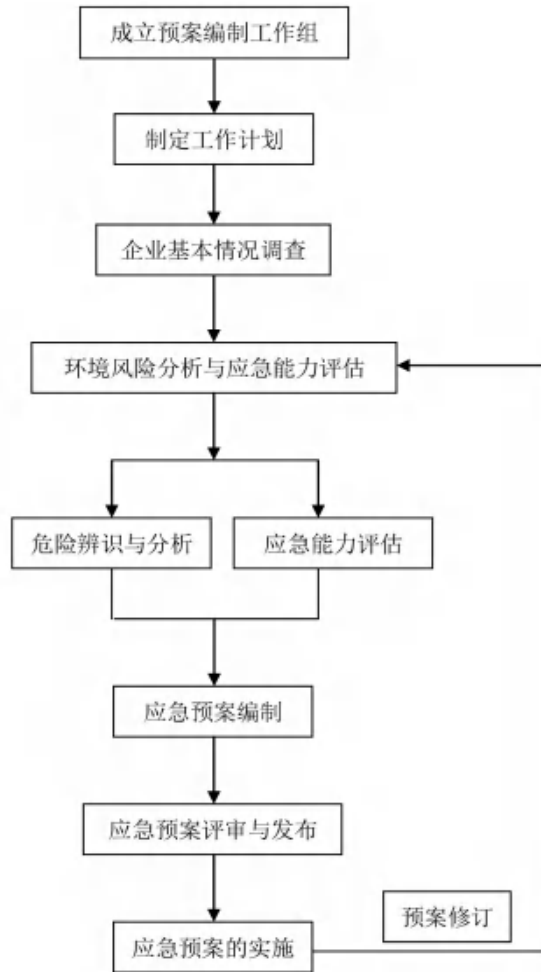 成立预案编制工作组
制定工作计划
企业基本情况调查
环境风险分析与应急能力评估
危险辨识与分析
应急能力评估
应急预案编制
应急预案评审与发布
预案修订
应急预案的实施